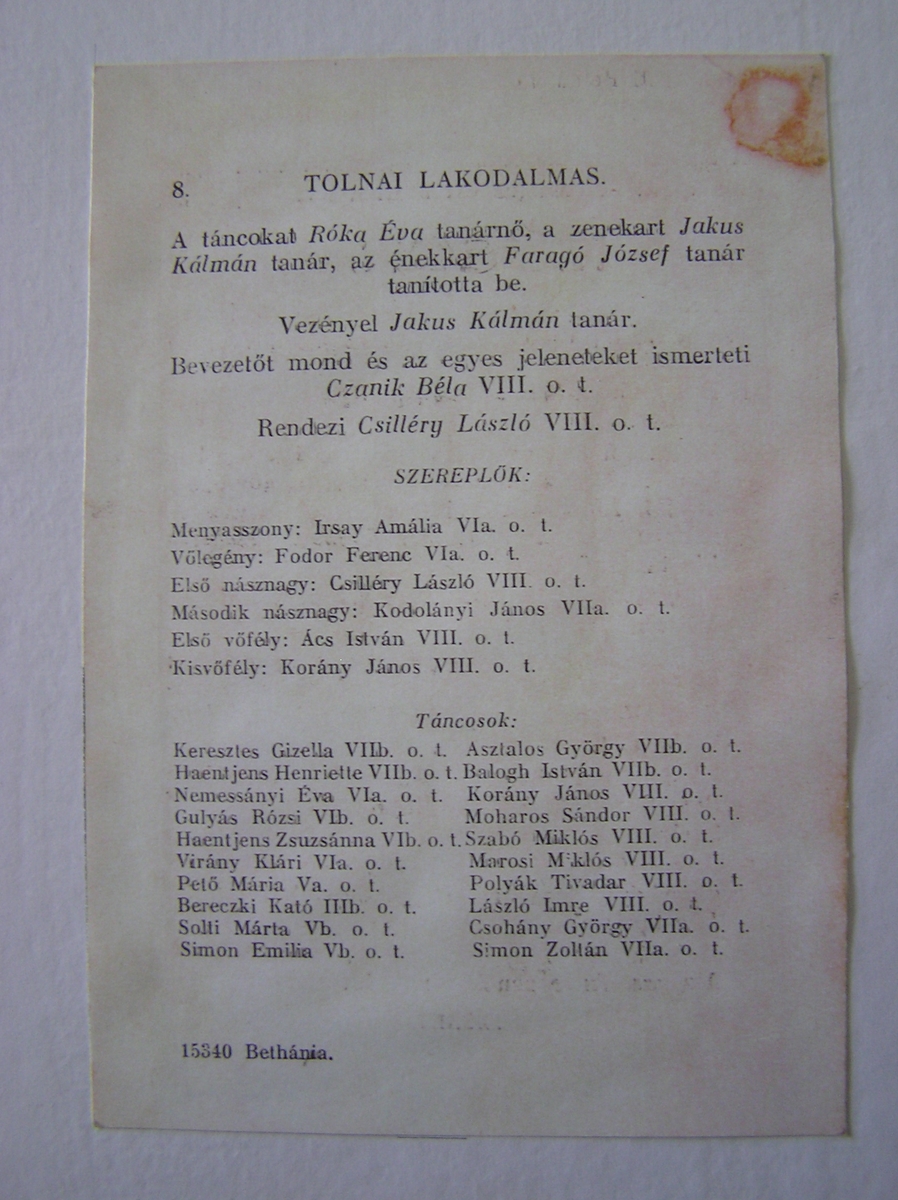 8. TOLNAI LAKODALMAS.
A táncokat Róka Éva tanárnő, a zenekart Jakus
Kálmán tanár, az énekkart Faragó József tanár
tanította be.
Vezényel Jakus Kálmán tanár.
Bevezetőt mond és az egyes jeleneteket ismerteti
Czanik Béla VIII. o. t.
Rendezi Csilléry László VIII. o. t.
SZEREPLŐK:
Menyasszony: Irsay Amália VIa. o. t.
Vőlegény: Fodor Ferenc VIa. o. t.
Első násznagy: Csilléry László VIII. o. t.
Második násznagy: Kodolányi János VIIa. o. t.
Első vőfély: Ács István VIII. o. t.
Kisvőfély: Korány János VIII. o. t.
Táncosok:
Keresztes Gizella VIIb. o. t. Asztalos György VIIb. o. t.
Haentjens Henriette VIIb. o. t. Balogh István VIIb. o. t.
Nemessányi Éva VIa. o. t. Korány János VIII. o. t.
Gulyás Rózsi VIb. o. t. Moharos Sándor VIII. o. t.
Haentjens Zsuzsánna VIb. o. t. Szabó Miklós VIII. o. t.
Virány Klári VIa. o. t. Marosi Miklós VIII. o. t.
Pető Mária Va. o. t. Polyák Tivadar VIII. o. t.
Bereczki Kató IIIb. o. t. László Imre VIII. o. t.
Solti Márta Vb. o. t. Csohány György VIIa. o. t.
Simon Emilia Vb. o. t. Simon Zoltán VIIa. o. t.
15340 Bethánia.